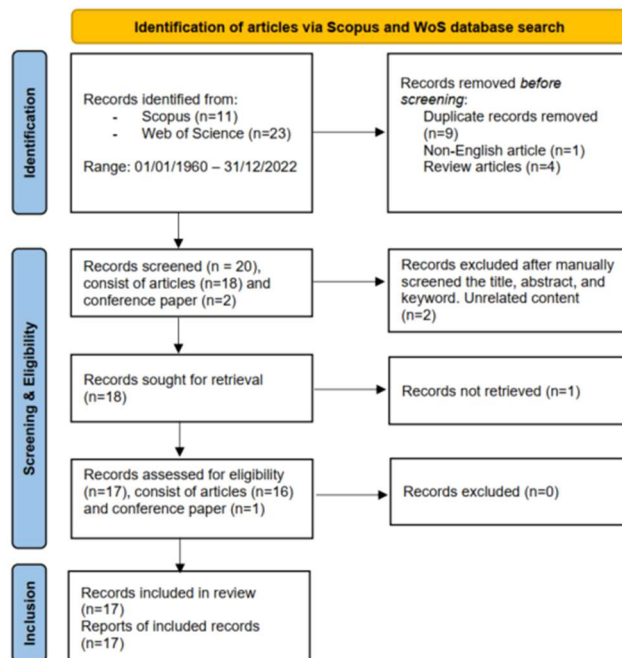 Identification of articles via Scopus and WoS database search
Identification
Records identified from:
- Scopus (n=11)
- Web of Science (n=23)
Range: 01/01/1960 – 31/12/2022
Records removed before
screening:
Duplicate records removed
(n=9)
Non-English article (n=1)
Review articles (n=4)
Screening & Eligibility
Records screened (n = 20),
consist of articles (n=18) and
conference paper (n=2)
Records excluded after manually
screened the title, abstract, and
keyword. Unrelated content
(n=2)
Records sought for retrieval
(n=18)
Records not retrieved (n=1)
Records assessed for eligibility
(n=17), consist of articles (n=16)
and conference paper (n=1)
Records excluded (n=0)
Inclusion
Records included in review
(n=17)
Reports of included records
(n=17)